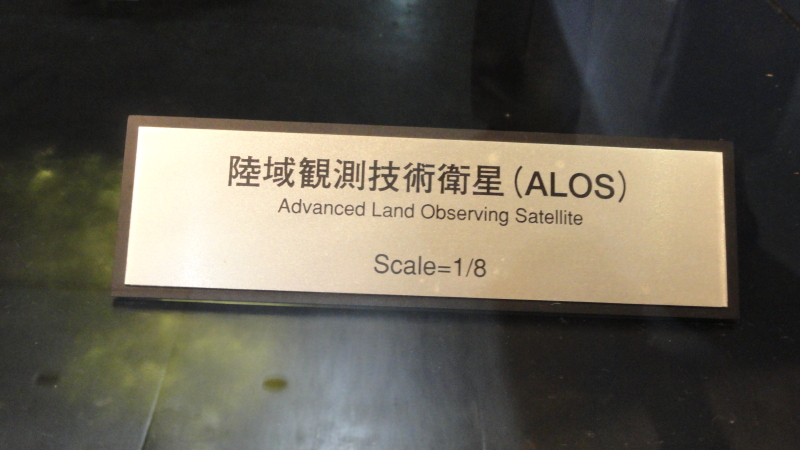 陸域観測技術衛星(ALOS)
Advanced Land Observing Satellite
Scale=1/8